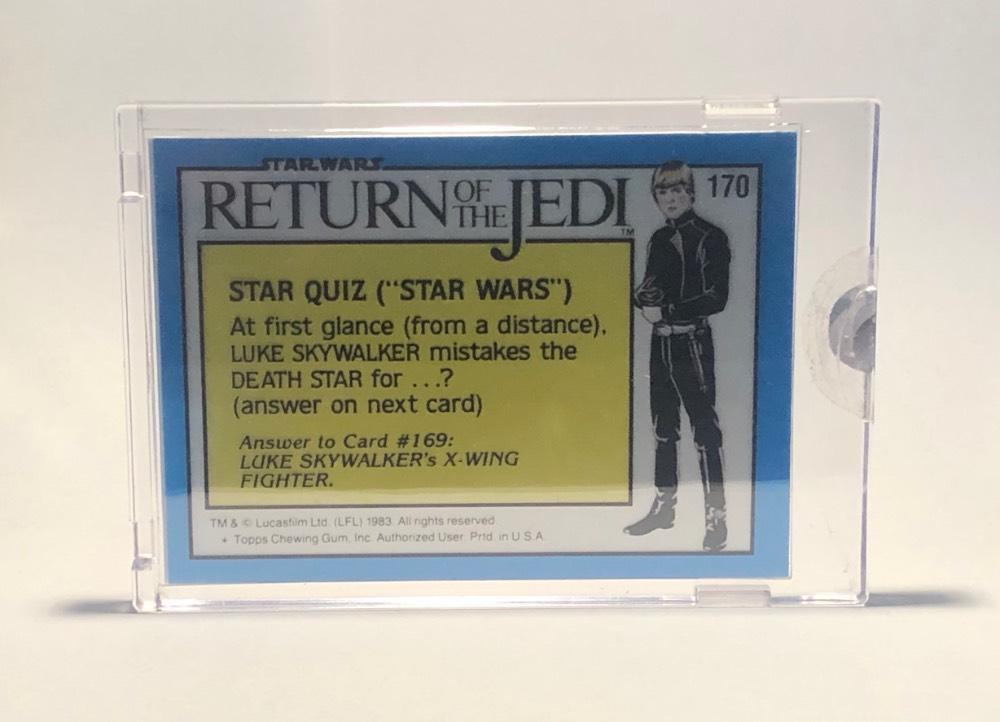 STAR WARS
RETURN OF THE JEDI TM
170
STAR QUIZ ("STAR WARS")
At first glance (from a distance),
LUKE SKYWALKER mistakes the
DEATH STAR for ...?
(answer on next card)
Answer to Card #169:
LUKE SKYWALKER's X-WING
FIGHTER.
TM & © Lucasfilm Ltd. (LFL) 1983. All rights reserved.
* Topps Chewing Gum, Inc. Authorized User. Prtd. in U.S.A.